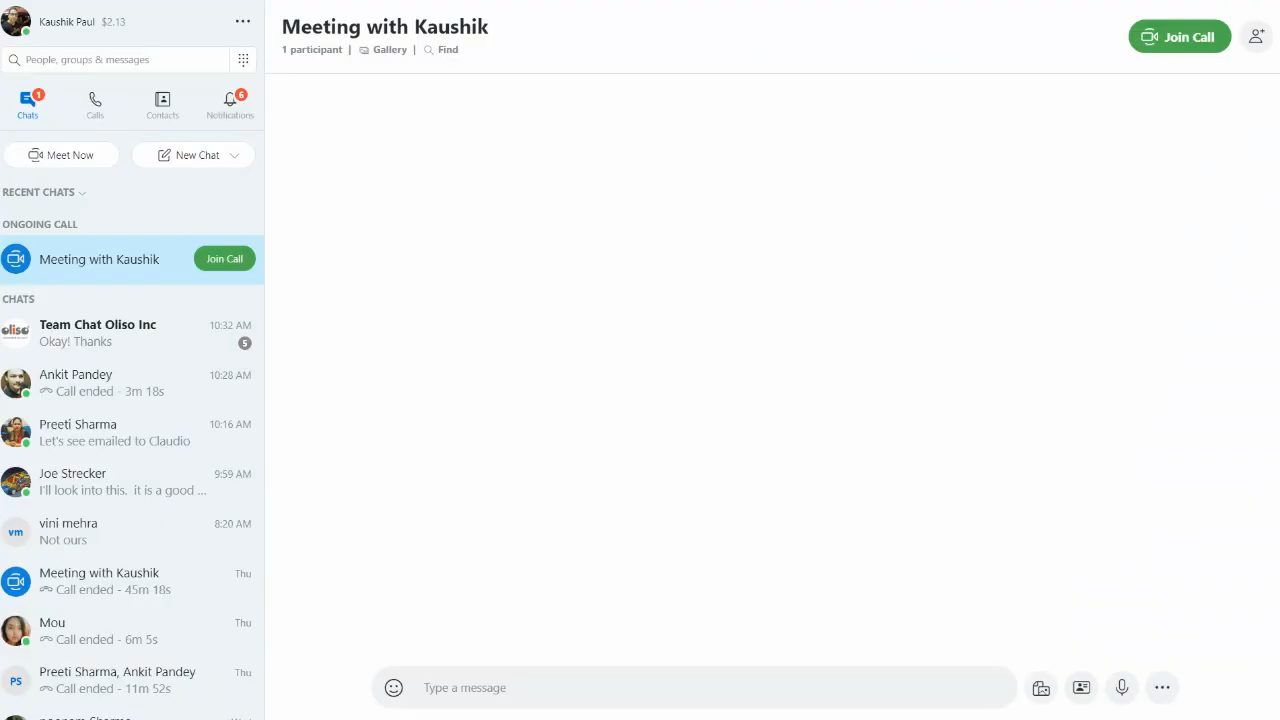 Kaushik Paul $2.13
People, groups & messages
1
6
Chats
Calls
Contacts
Notifications
Meet Now
New Chat
RECENT CHATS
ONGOING CALL
Meeting with Kaushik
Join Call
CHATS
oliso
Team Chat Oliso Inc 10:32 AM
Okay! Thanks 5
Ankit Pandey 10:28 AM
Call ended - 3m 18s
Preeti Sharma 10:16 AM
Let's see emailed to Claudio
Joe Strecker 9:59 AM
I'll look into this. it is a good ...
vm
vini mehra 8:20 AM
Not ours
Meeting with Kaushik Thu
Call ended - 45m 18s
Mou Thu
Call ended - 6m 5s
PS
Preeti Sharma, Ankit Pandey Thu
Call ended - 11m 52s
Meeting with Kaushik
1 participant | Gallery | Find
Join Call
Type a message